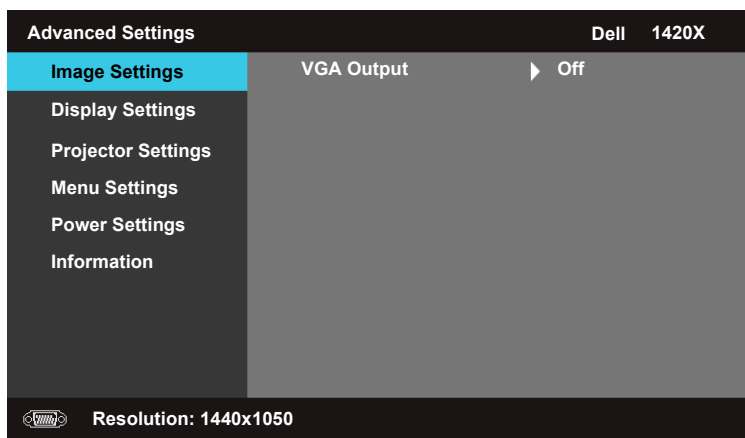 Advanced Settings Dell 1420X
Image Settings VGA Output Off
Display Settings
Projector Settings
Menu Settings
Power Settings
Information
Resolution: 1440x1050